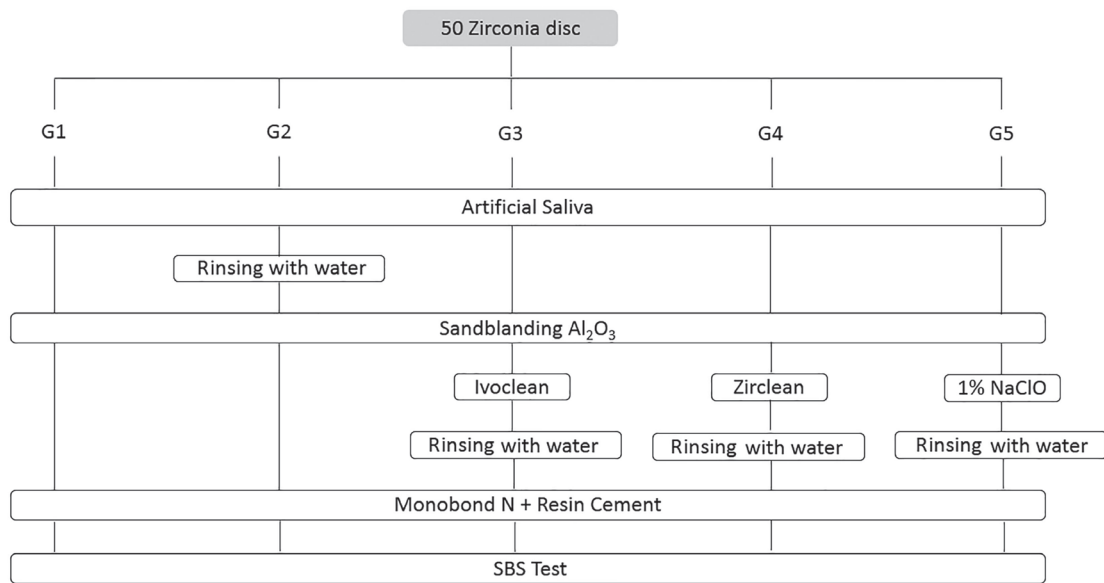 50 Zirconia disc
G1 G2 G3 G4 G5
Artificial Saliva
Rinsing with water
Sandblanding Al₂O₃
Ivoclean Zirclean 1% NaClO
Rinsing with water Rinsing with water Rinsing with water
Monobond N + Resin Cement
SBS Test